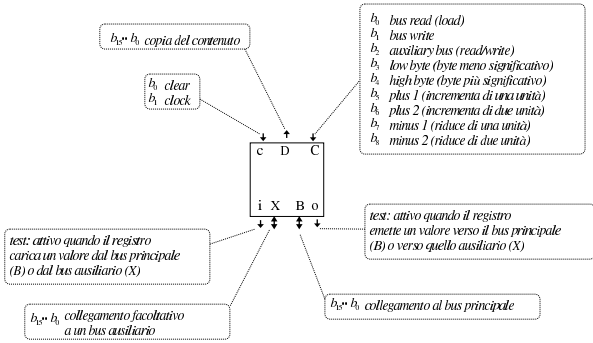 b15•• b0 copia del contenuto
b0 clear
b1 clock
b0 bus read (load)
b1 bus write
b2 auxiliary bus (read/write)
b3 low byte (byte meno significativo)
b4 high byte (byte più significativo)
b5 plus 1 (incrementa di una unità)
b6 plus 2 (incrementa di due unità)
b7 minus 1 (riduce di una unità)
b8 minus 2 (riduce di due unità)
c D C
i X B o
test: attivo quando il registro
carica un valore dal bus principale
(B) o dal bus ausiliario (X)
test: attivo quando il registro
emette un valore verso il bus principale
(B) o verso quello ausiliario (X)
b15•• b0 collegamento facoltativo
a un bus ausiliario
b15•• b0 collegamento al bus principale